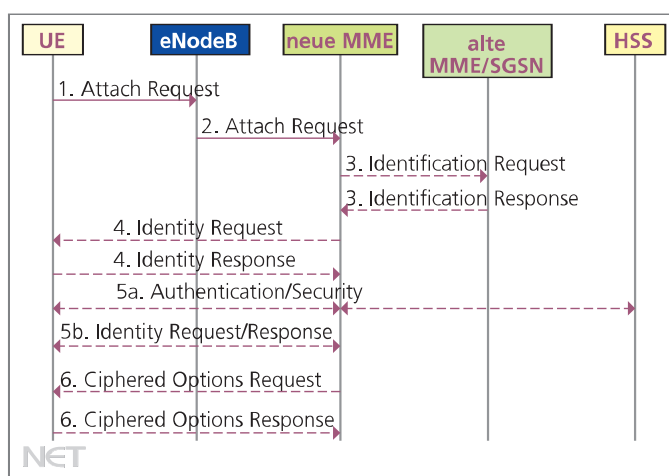 UE
eNodeB
neue MME
alte
MME/SGSN
HSS
1. Attach Request
2. Attach Request
3. Identification Request
3. Identification Response
4. Identity Request
4. Identity Response
5a. Authentication/Security
5b. Identity Request/Response
6. Ciphered Options Request
6. Ciphered Options Response
NET